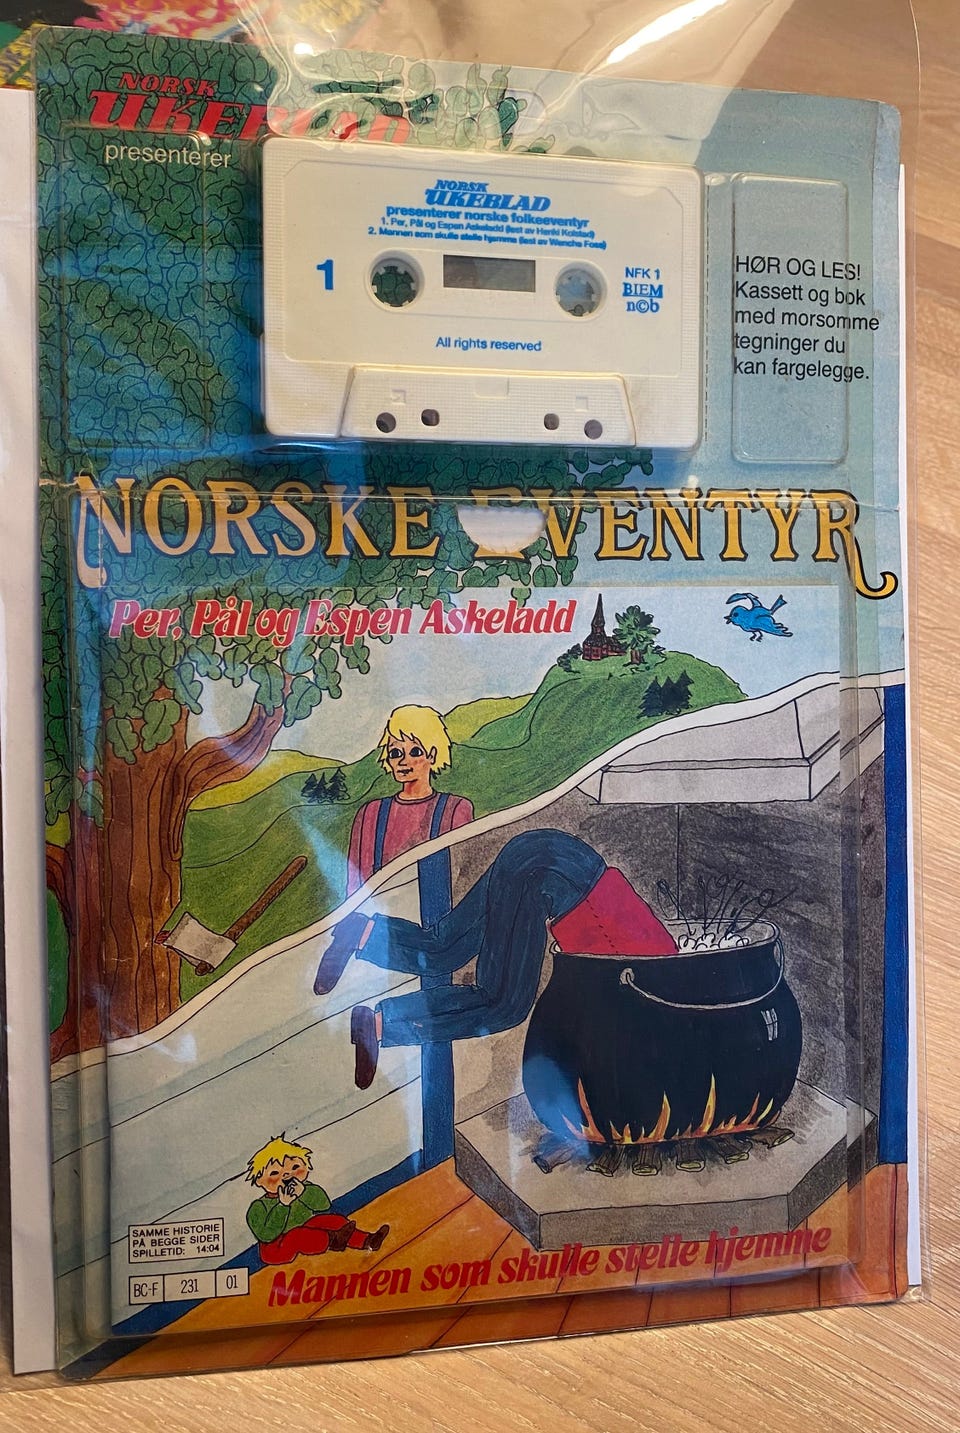 NORSK
UKEBLAD
presenterer
NORSK
UKEBLAD
presenterer norske folkeeventyr
1. Per, Pål og Espen Askeladd (lest av Henki Kolstad)
2. Mannen som skulle stelle hjemme (lest av Wenche Foss)
1
NFK 1
BIEM
n©b
All rights reserved
HØR OG LES!
Kassett og bok
med morsomme
tegninger du
kan fargelegge.
NORSKE EVENTYR
Per, Pål og Espen Askeladd
SAMME HISTORIE
PÅ BEGGE SIDER
SPILLETID: 14:04
BC-F 231 01
Mannen som skulle stelle hjemme